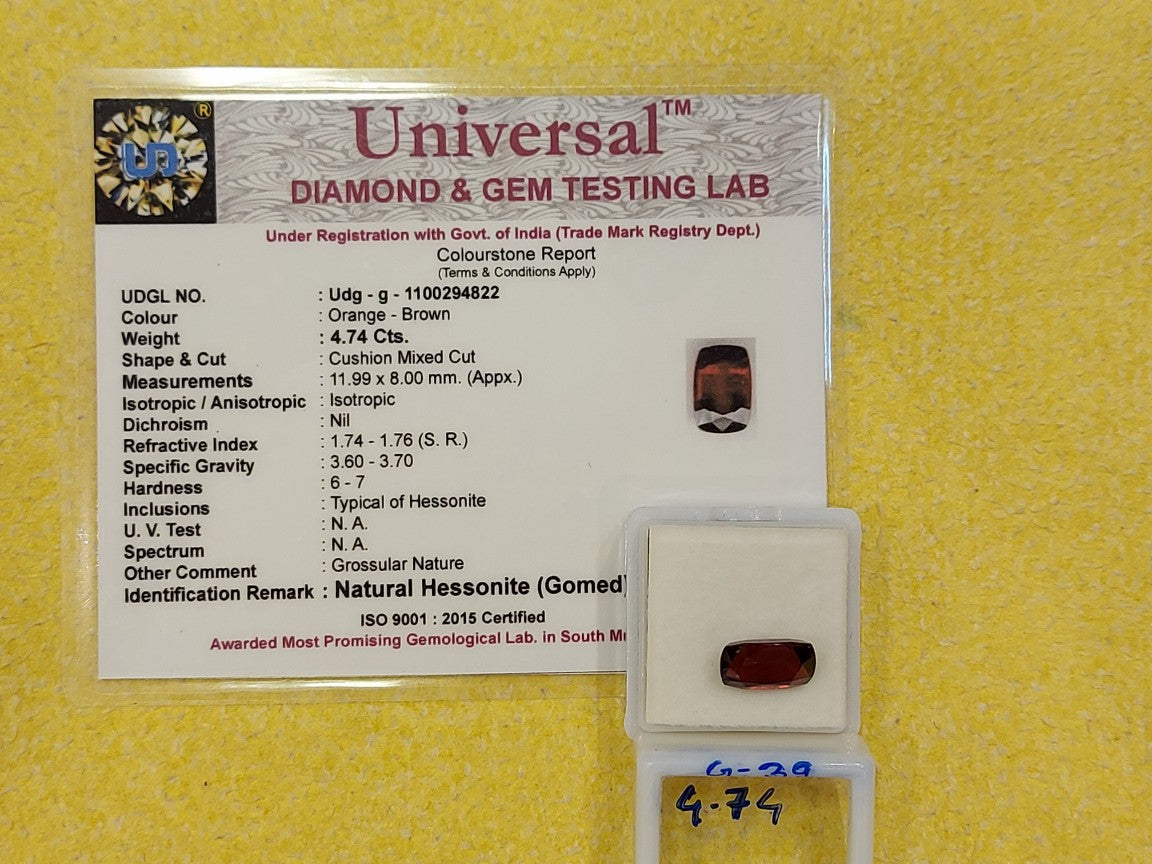 ®
UD
Universal™
DIAMOND & GEM TESTING LAB
Under Registration with Govt. of India (Trade Mark Registry Dept.)
Colourstone Report
(Terms & Conditions Apply)
UDGL NO. : Udg - g - 1100294822
Colour : Orange - Brown
Weight : 4.74 Cts.
Shape & Cut : Cushion Mixed Cut
Measurements : 11.99 x 8.00 mm. (Appx.)
Isotropic / Anisotropic : Isotropic
Dichroism : Nil
Refractive Index : 1.74 - 1.76 (S. R.)
Specific Gravity : 3.60 - 3.70
Hardness : 6 - 7
Inclusions : Typical of Hessonite
U. V. Test : N. A.
Spectrum : N. A.
Other Comment : Grossular Nature
Identification Remark : Natural Hessonite (Gomed)
ISO 9001 : 2015 Certified
Awarded Most Promising Gemological Lab. in South
G-39
4.74